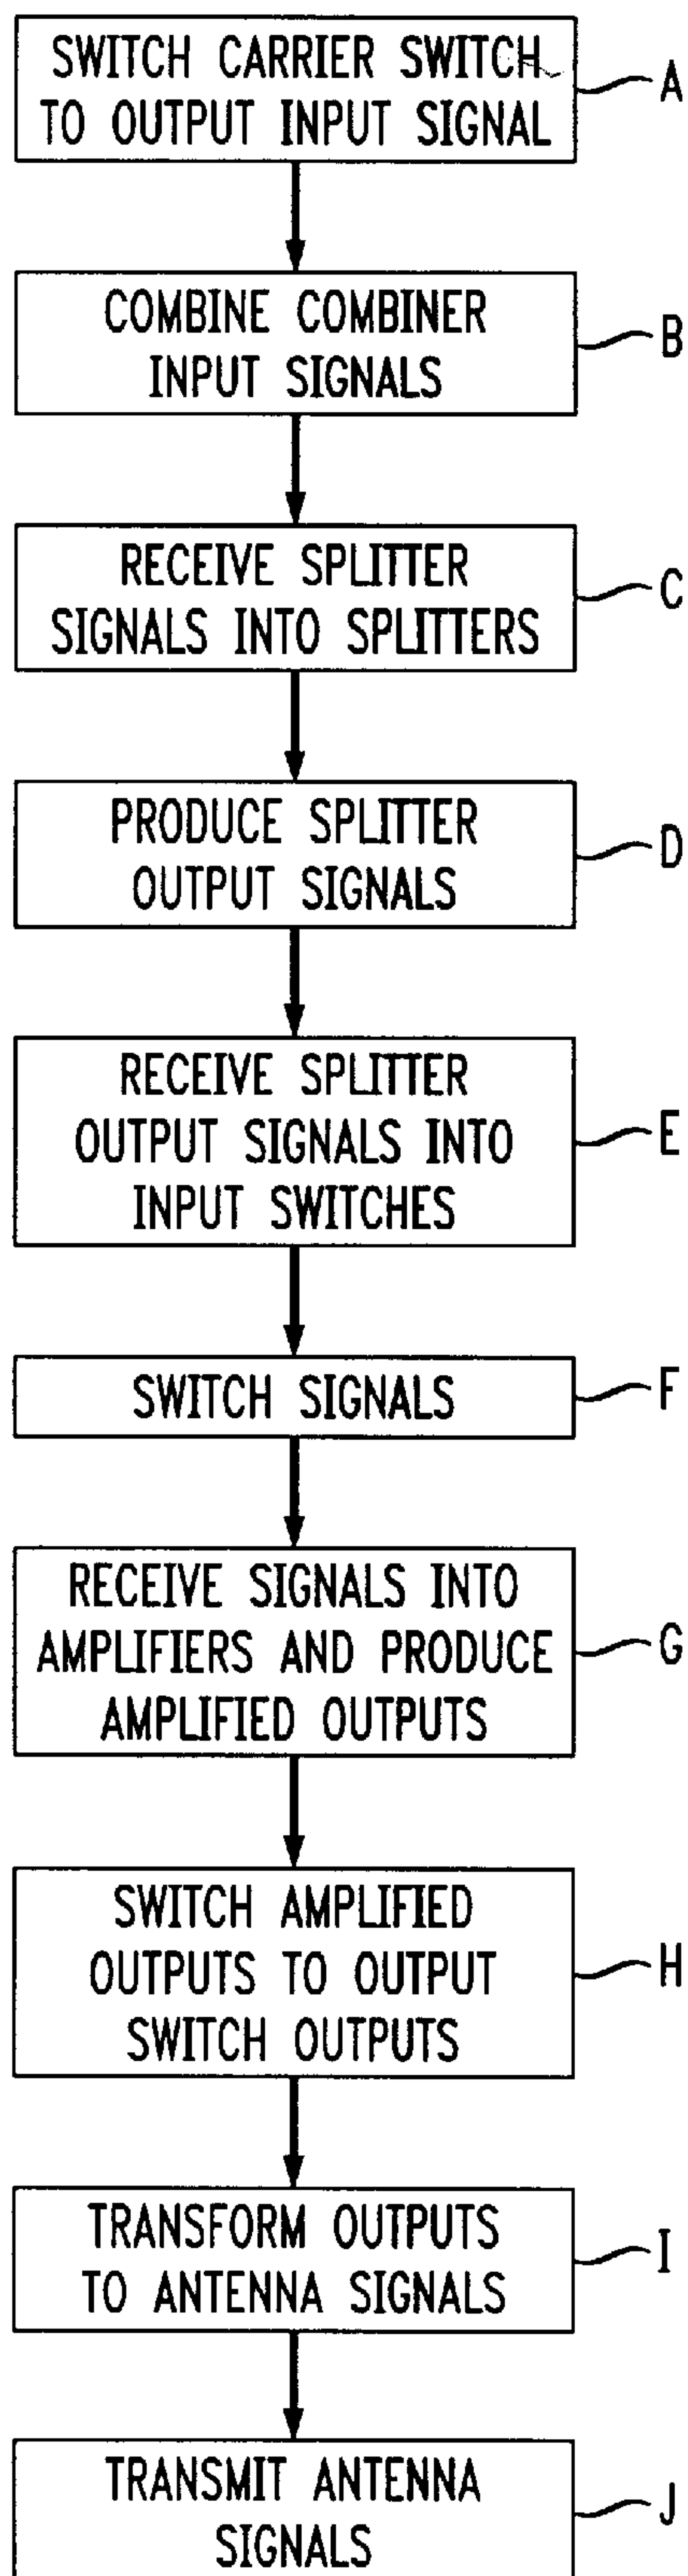 SWITCH CARRIER SWITCH
TO OUTPUT INPUT SIGNAL
A
COMBINE COMBINER
INPUT SIGNALS
B
RECEIVE SPLITTER
SIGNALS INTO SPLITTERS
C
PRODUCE SPLITTER
OUTPUT SIGNALS
D
RECEIVE SPLITTER
OUTPUT SIGNALS INTO
INPUT SWITCHES
E
SWITCH SIGNALS
F
RECEIVE SIGNALS INTO
AMPLIFIERS AND PRODUCE
AMPLIFIED OUTPUTS
G
SWITCH AMPLIFIED
OUTPUTS TO OUTPUT
SWITCH OUTPUTS
H
TRANSFORM OUTPUTS
TO ANTENNA SIGNALS
I
TRANSMIT ANTENNA
SIGNALS
J